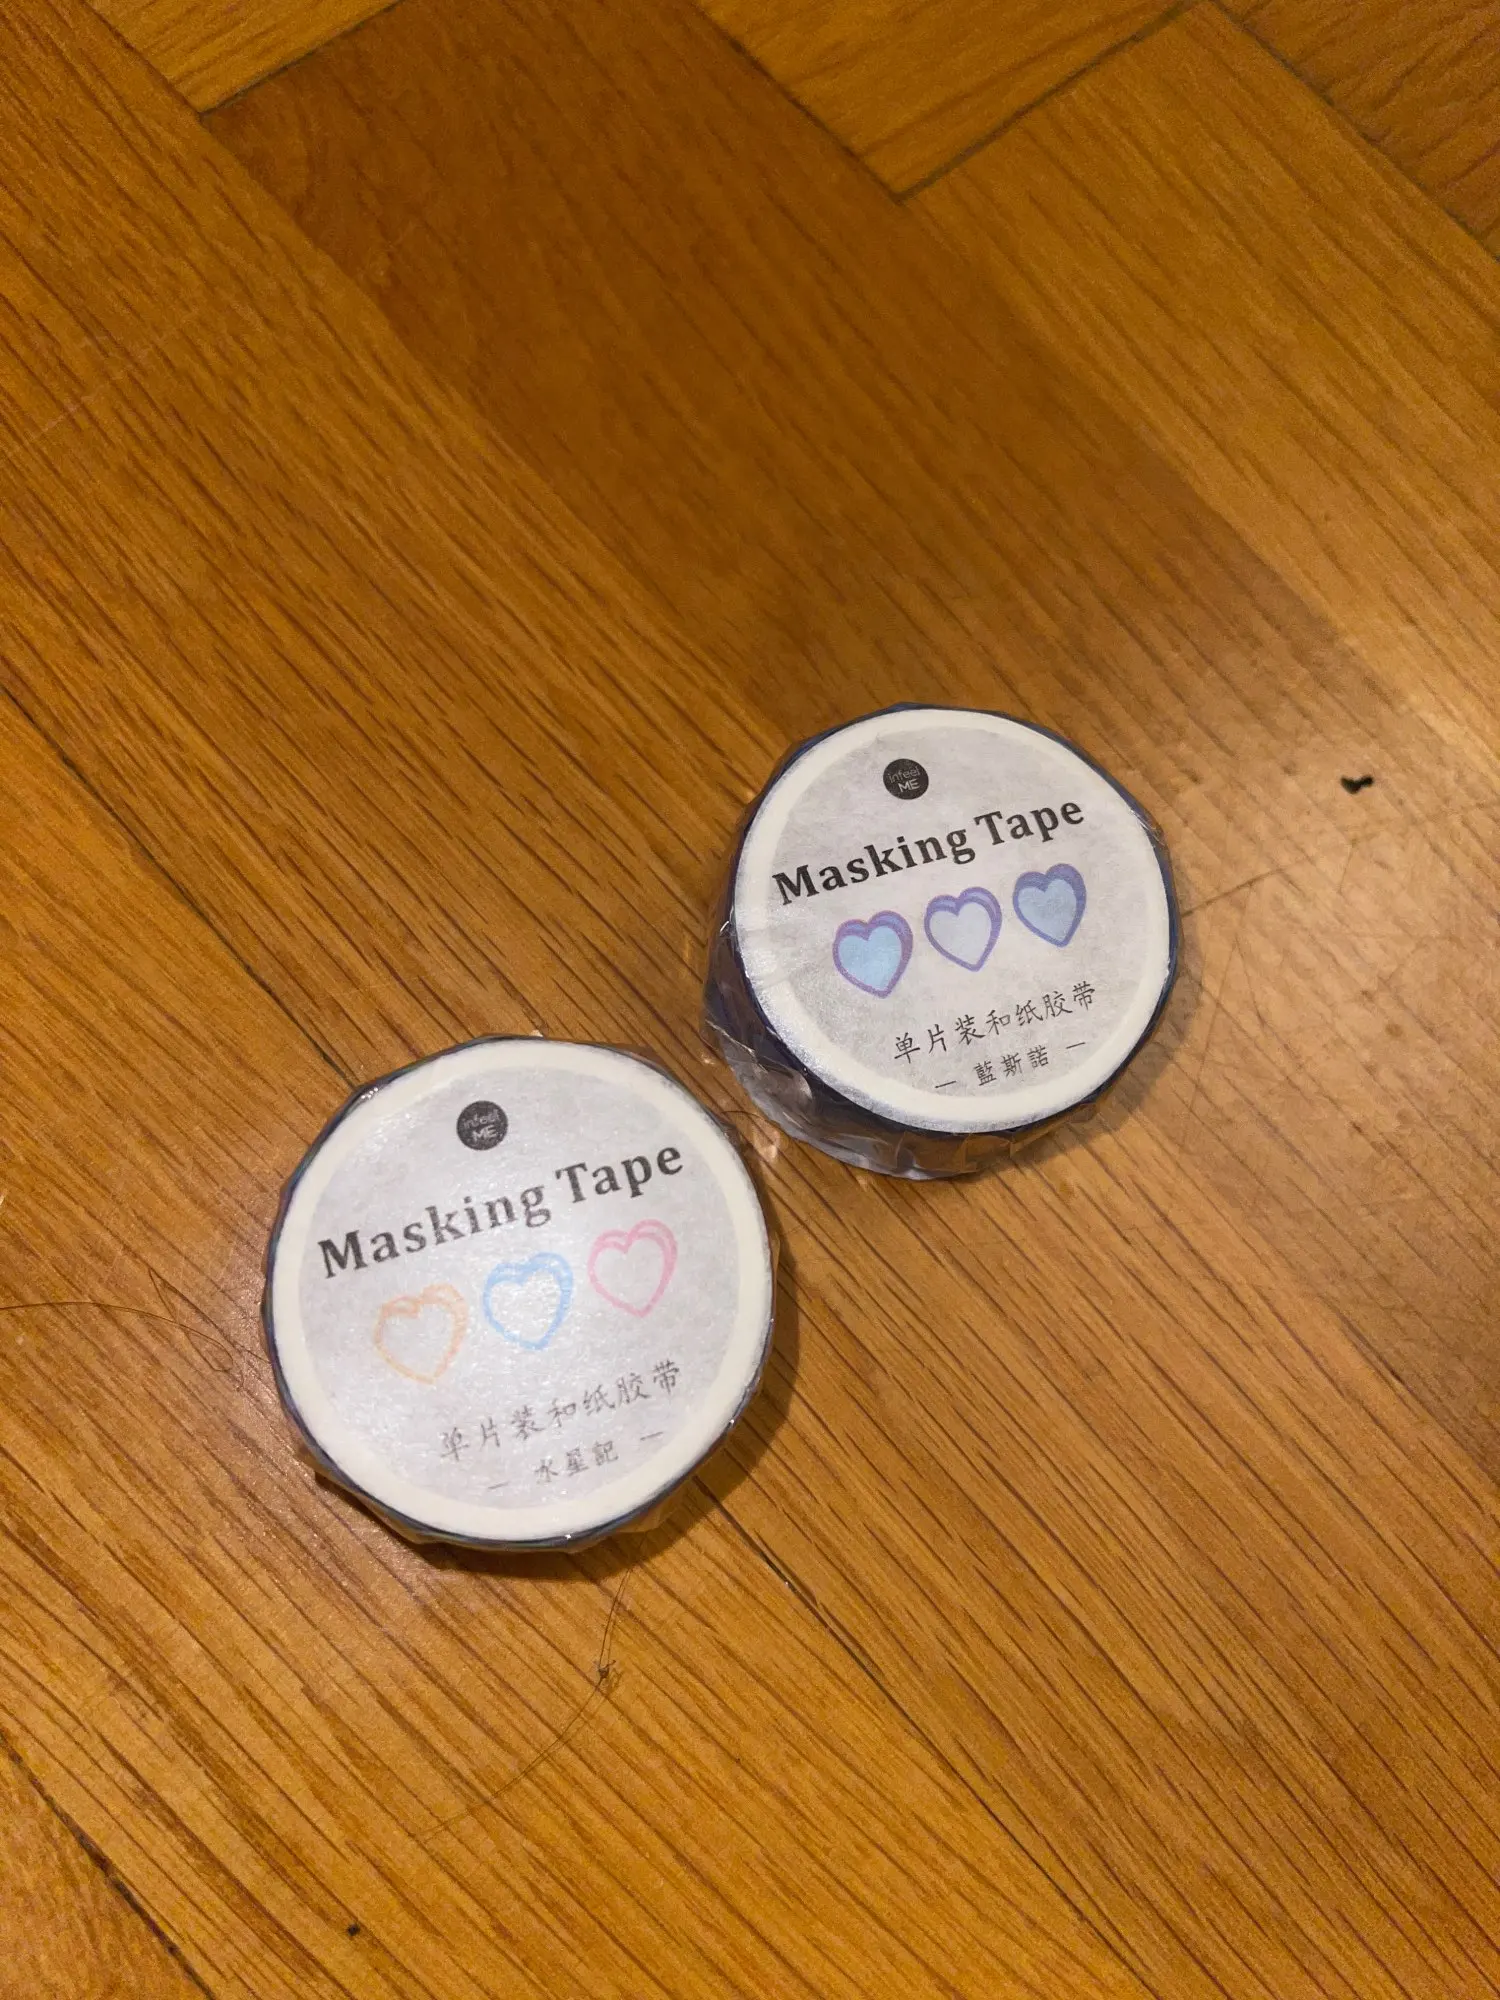 infeel
ME
Masking Tape
单片装和纸胶带
— 藍斯諾 —
infeel
ME
Masking Tape
单片装和纸胶带
— 水星記 —